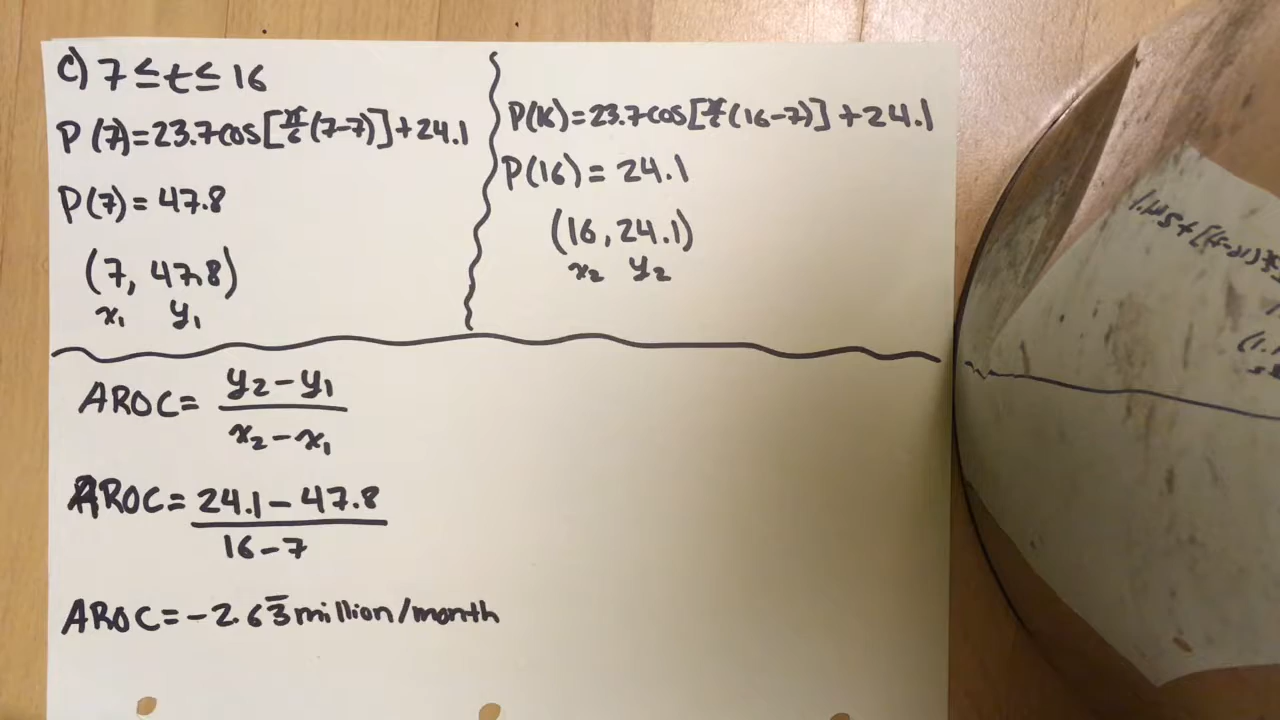 C) 7 ≤ t ≤ 16
P(7)=23.7cos[π/6(7-7)]+24.1
P(7) = 47.8
(7, 47.8)
x₁ y₁
P(16)=23.7cos[π/6(16-7)]+24.1
P(16) = 24.1
(16, 24.1)
x₂ y₂
AROC = y₂-y₁ / x₂-x₁
AROC = 24.1-47.8 / 16-7
AROC = -2.63̅ million/month